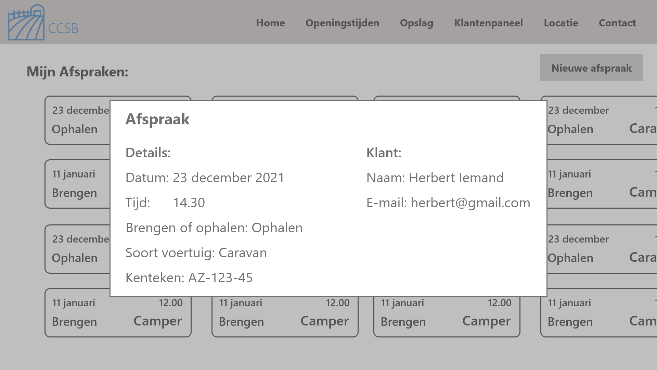 CCSB
Home Openingstijden Opslag Klantenpaneel Locatie Contact
Mijn Afspraken:
Nieuwe afspraak
23 december
Ophalen
23 december
Ophalen Cara
11 januari
Brengen
11 januari
Brengen Com
23 december
Ophalen
23 december
Ophalen Cara
Afspraak
Details:
Datum: 23 december 2021
Tijd: 14.30
Brengen of ophalen: Ophalen
Soort voertuig: Caravan
Kenteken: AZ-123-45
Klant:
Naam: Herbert Iemand
E-mail: herbert@gmail.com
11 januari 12.00
Brengen Camper
11 januari 12.00
Brengen Camper
11 januari 12.00
Brengen Camper
11 januari
Brengen Camper